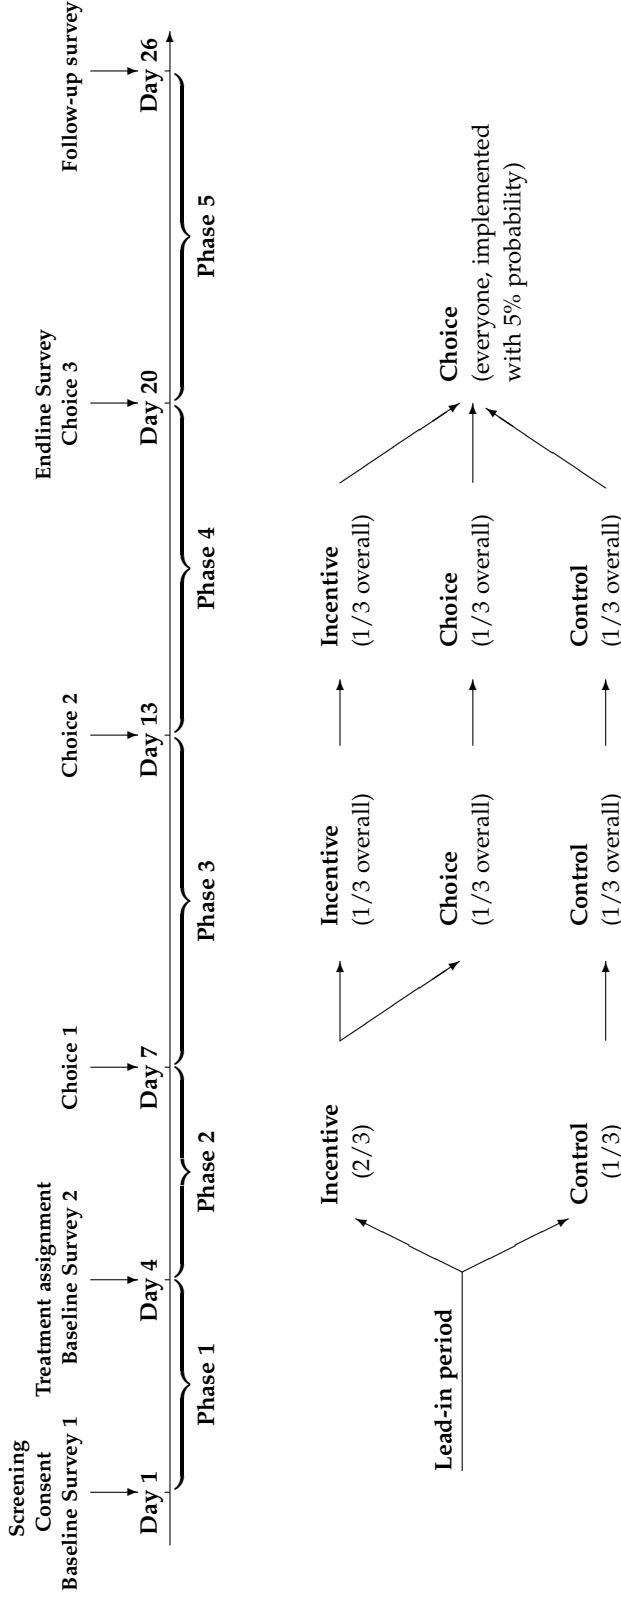 Screening
Consent
Baseline Survey 1
Treatment assignment
Baseline Survey 2
Choice 1
Choice 2
Endline Survey
Choice 3
Follow-up survey
Day 1
Day 4
Day 7
Day 13
Day 20
Day 26
Phase 1
Phase 2
Phase 3
Phase 4
Phase 5
Lead-in period
Incentive
(2/3)
Control
(1/3)
Incentive
(1/3 overall)
Choice
(1/3 overall)
Control
(1/3 overall)
Incentive
(1/3 overall)
Choice
(1/3 overall)
Control
(1/3 overall)
Choice
(everyone, implemented
with 5% probability)